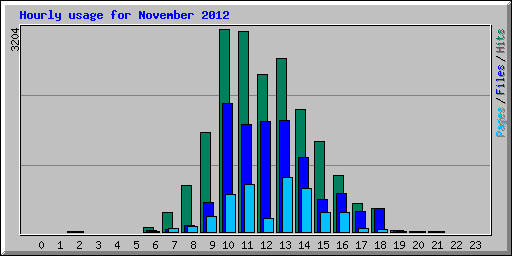 Hourly usage for November 2012
3204
Pages/Files/Hits
0 1 2 3 4 5 6 7 8 9 10 11 12 13 14 15 16 17 18 19 20 21 22 23